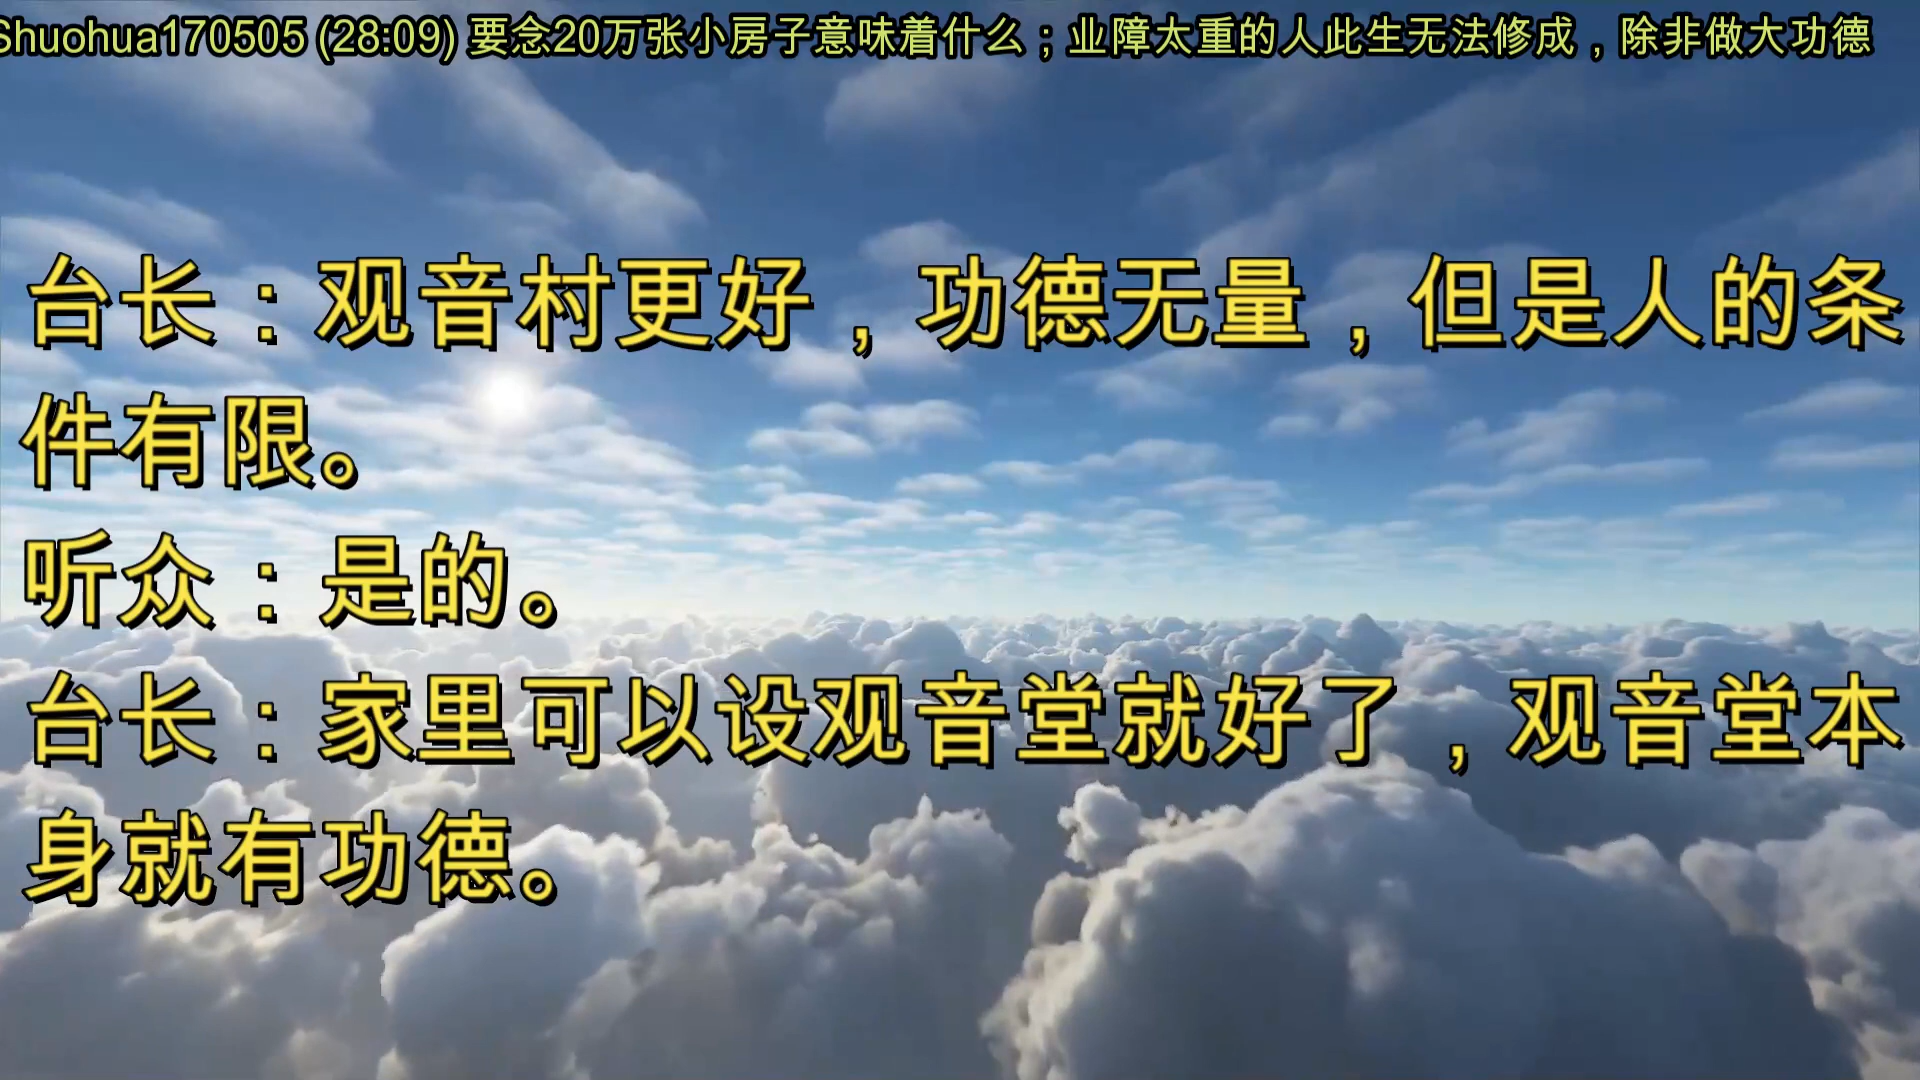 Shuohua170505 (28:09) 要念20万张小房子意味着什么；业障太重的人此生无法修成，除非做大功德
台长：观音村更好，功德无量，但是人的条
件有限。
听众：是的。
台长：家里可以设观音堂就好了，观音堂本
身就有功德。